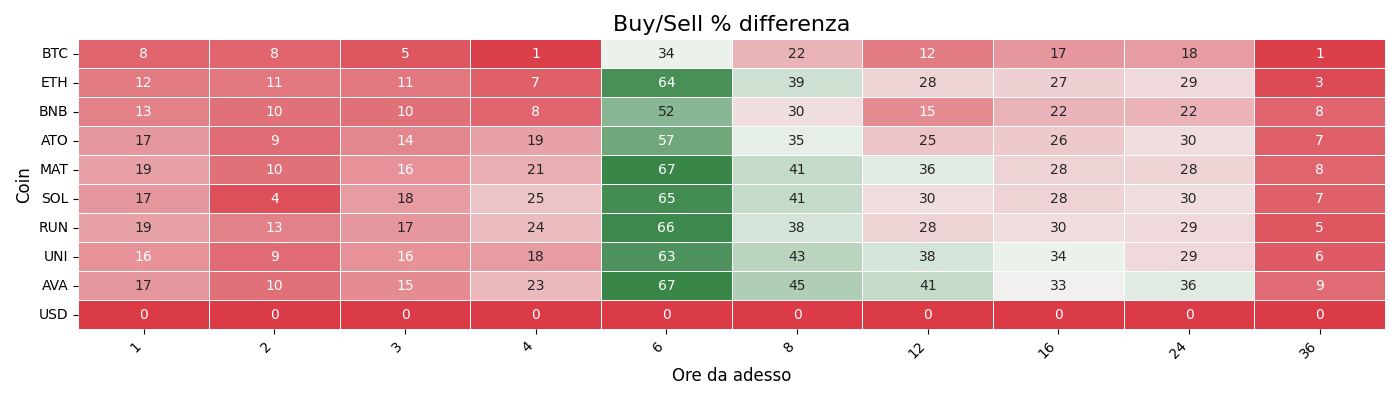 Buy/Sell % differenza
Coin
BTC 8 8 5 1 34 22 12 17 18 1
ETH 12 11 11 7 64 39 28 27 29 3
BNB 13 10 10 8 52 30 15 22 22 8
ATO 17 9 14 19 57 35 25 26 30 7
MAT 19 10 16 21 67 41 36 28 28 8
SOL 17 4 18 25 65 41 30 28 30 7
RUN 19 13 17 24 66 38 28 30 29 5
UNI 16 9 16 18 63 43 38 34 29 6
AVA 17 10 15 23 67 45 41 33 36 9
USD 0 0 0 0 0 0 0 0 0 0
1 2 3 4 6 8 12 16 24 36
Ore da adesso